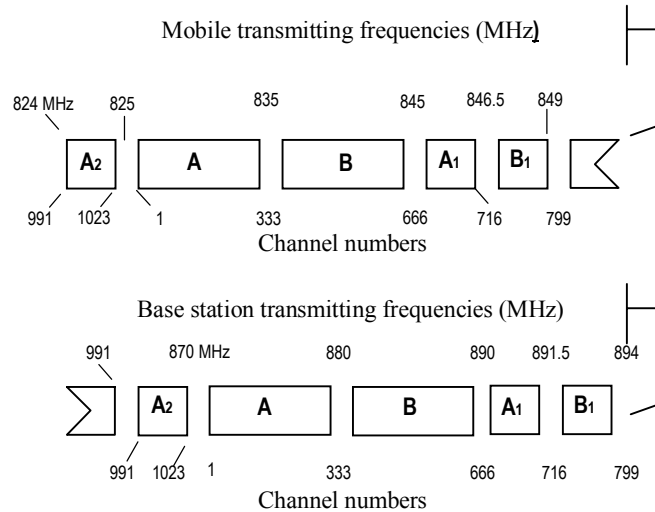 Mobile transmitting frequencies (MHz)
824 MHz 825 835 845 846.5 849
A2 A B A1 B1
991 1023 1 333 666 716 799
Channel numbers
Base station transmitting frequencies (MHz)
991 870 MHz 880 890 891.5 894
A2 A B A1 B1
991 1023 1 333 666 716 799
Channel numbers